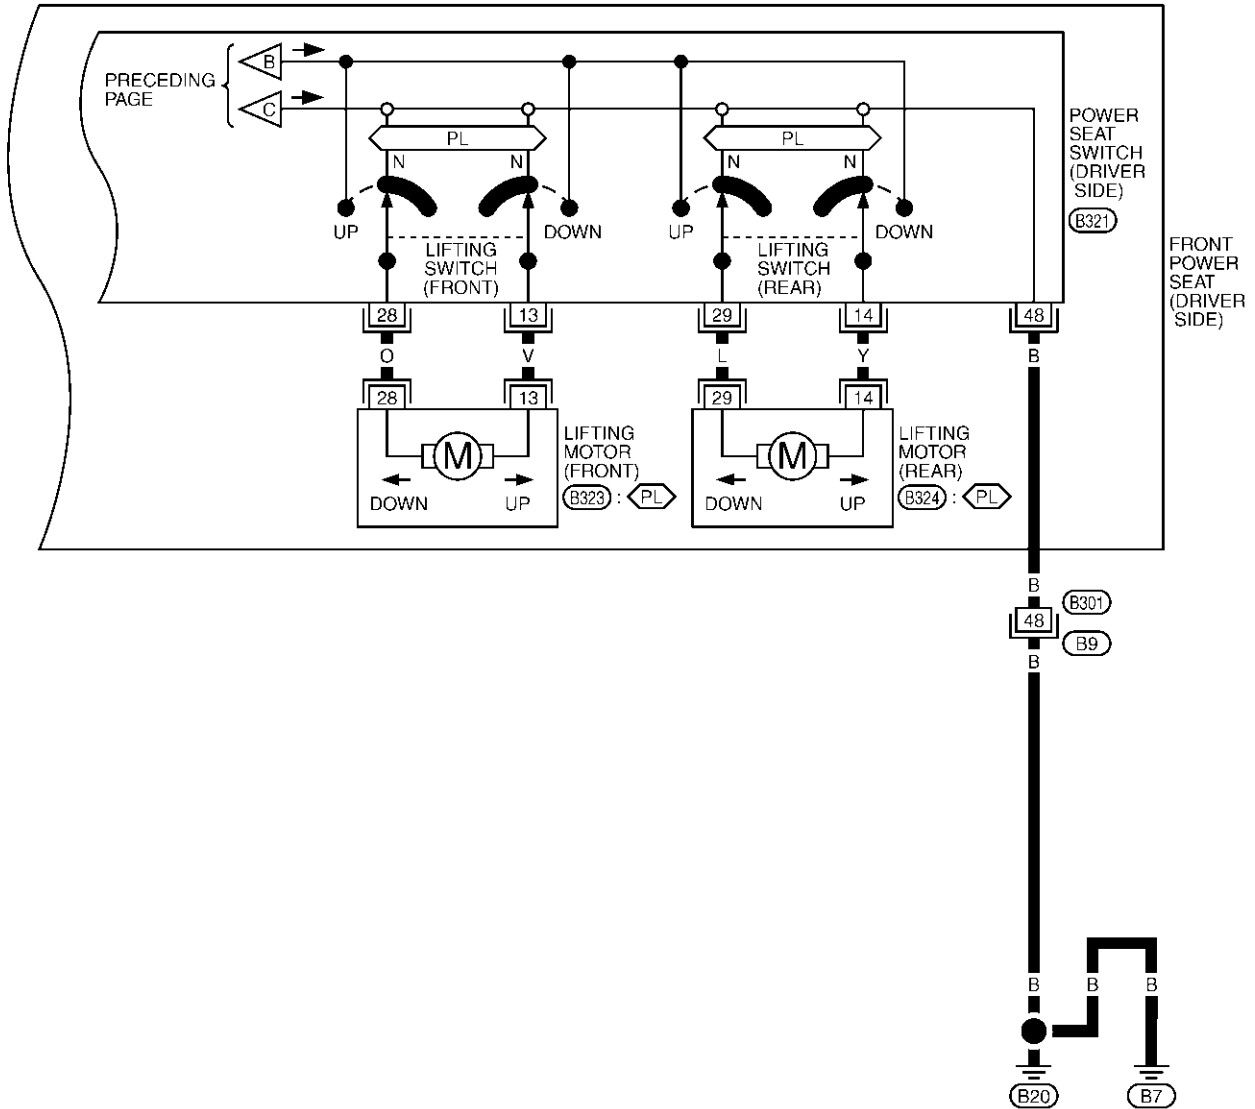 PRECEDING
PAGE
B
C
PL
PL
N
N
N
N
UP
DOWN
UP
DOWN
LIFTING
SWITCH
(FRONT)
LIFTING
SWITCH
(REAR)
POWER
SEAT
SWITCH
(DRIVER
SIDE)
B321
FRONT
POWER
SEAT
(DRIVER
SIDE)
28
13
29
14
48
O
V
L
Y
B
28
13
29
14
M
M
DOWN
UP
DOWN
UP
LIFTING
MOTOR
(FRONT)
B323 : PL
LIFTING
MOTOR
(REAR)
B324 : PL
B
B301
48
B9
B
B
B
B
B20
B7